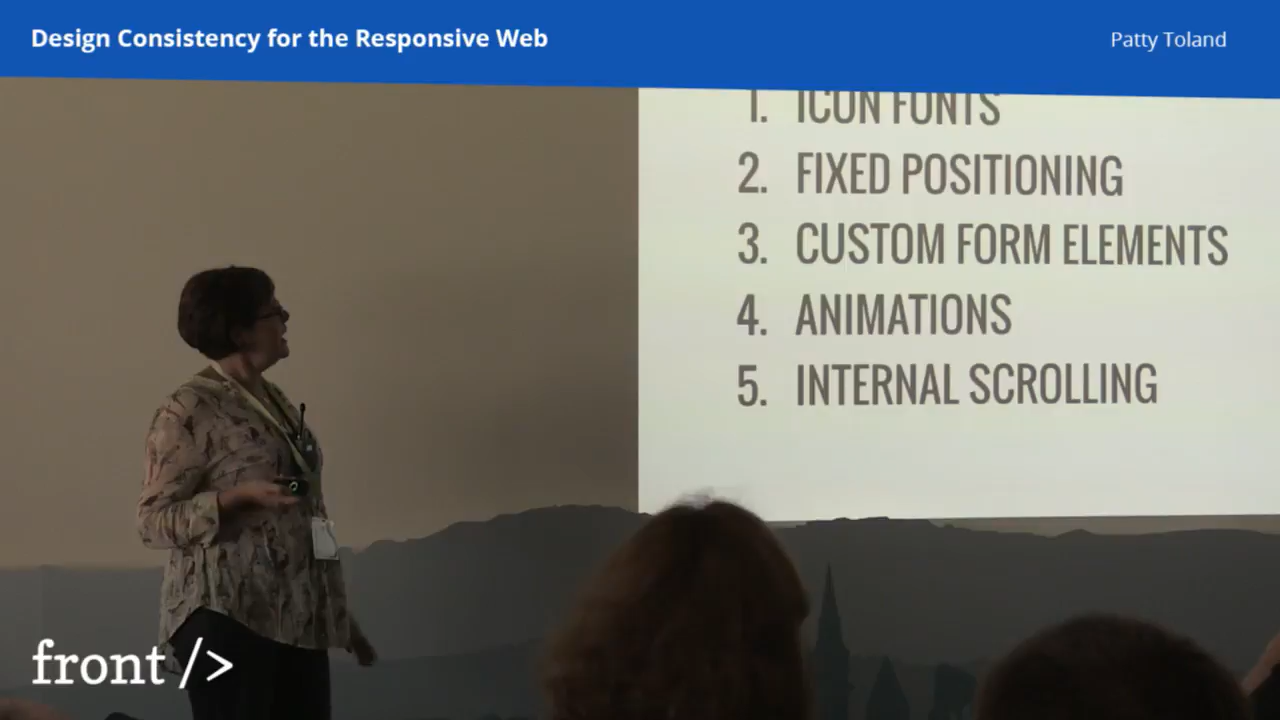 Design Consistency for the Responsive Web
Patty Toland
1. ICON FONTS
2. FIXED POSITIONING
3. CUSTOM FORM ELEMENTS
4. ANIMATIONS
5. INTERNAL SCROLLING
front />